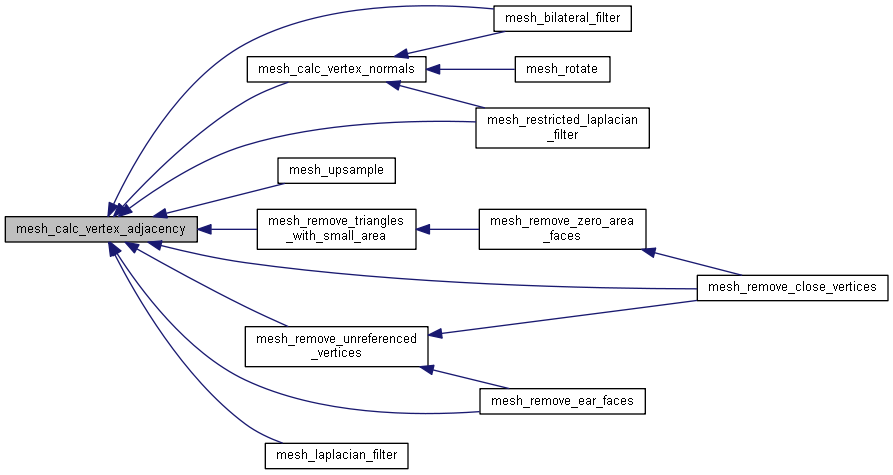 mesh_bilateral_filter
mesh_calc_vertex_normals
mesh_rotate
mesh_restricted_laplacian
_filter
mesh_upsample
mesh_calc_vertex_adjacency
mesh_remove_triangles
_with_small_area
mesh_remove_zero_area
_faces
mesh_remove_close_vertices
mesh_remove_unreferenced
_vertices
mesh_remove_ear_faces
mesh_laplacian_filter